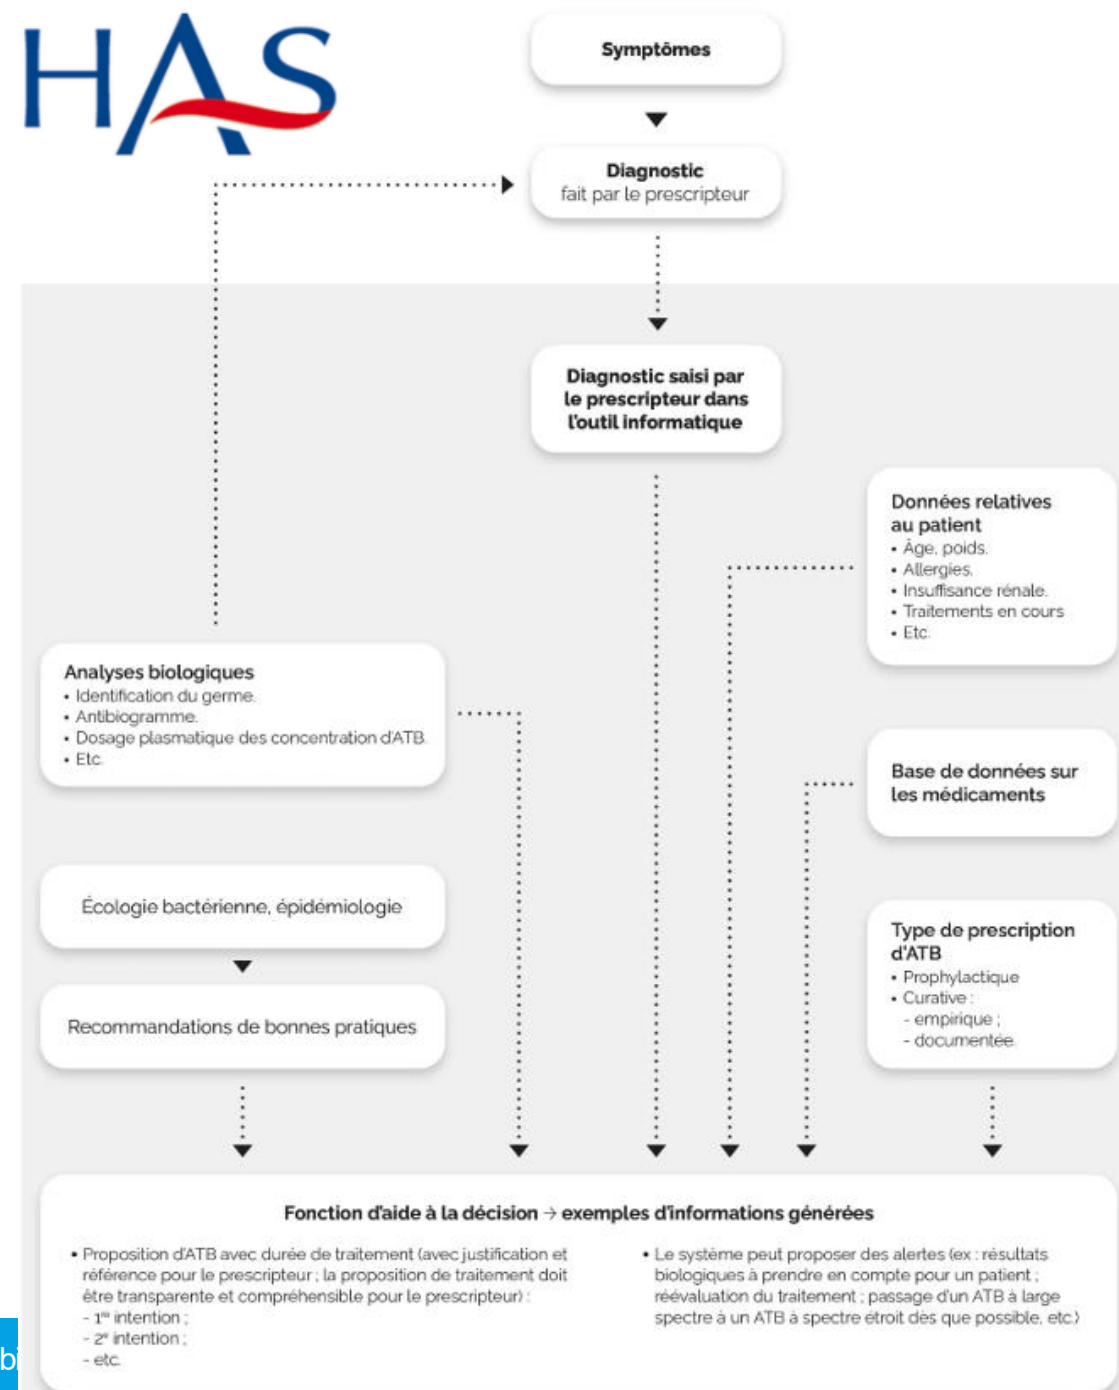 HAS
Symptômes
Diagnostic
fait par le prescripteur
Diagnostic saisi par
le prescripteur dans
l'outil informatique
Données relatives
au patient
• Âge, poids.
• Allergies.
• Insuffisance rénale.
• Traitements en cours
• Etc.
Analyses biologiques
• Identification du germe.
• Antibiogramme.
• Dosage plasmatique des concentration d'ATB.
• Etc.
Base de données sur
les médicaments
Écologie bactérienne, épidémiologie
Type de prescription
d'ATB
• Prophylactique
• Curative :
- empirique ;
- documentée.
Recommandations de bonnes pratiques
Fonction d'aide à la décision → exemples d'informations générées
• Proposition d'ATB avec durée de traitement (avec justification et
référence pour le prescripteur ; la proposition de traitement doit
être transparente et compréhensible pour le prescripteur) :
- 1re intention ;
- 2e intention ;
- etc.
• Le système peut proposer des alertes (ex : résultats
biologiques à prendre en compte pour un patient ;
réévaluation du traitement ; passage d'un ATB à large
spectre à un ATB à spectre étroit dès que possible, etc.)
bi